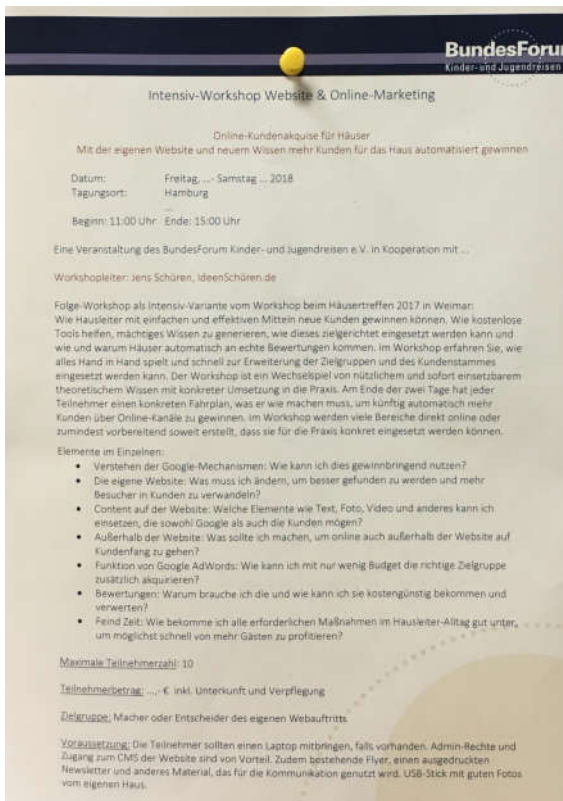 BundesForu
Kinder- und Jugendreisen
Intensiv-Workshop Website & Online-Marketing
Online-Kundenakquise für Häuser
Mit der eigenen Website und neuem Wissen mehr Kunden für das Haus automatisiert gewinnen
Datum: Freitag, ...- Samstag ... 2018
Tagungsort: Hamburg
...
Beginn: 11:00 Uhr Ende: 15:00 Uhr
Eine Veranstaltung des BundesForum Kinder- und Jugendreisen e.V. in Kooperation mit ...
Workshopleiter: Jens Schüren, IdeenSchüren.de
Folge-Workshop als Intensiv-Variante vom Workshop beim Häusertreffen 2017 in Weimar:
Wie Hausleiter mit einfachen und effektiven Mitteln neue Kunden gewinnen können. Wie kostenlose
Tools helfen, mächtiges Wissen zu generieren, wie dieses zielgerichtet eingesetzt werden kann und
wie und warum Häuser automatisch an echte Bewertungen kommen. Im Workshop erfahren Sie, wie
alles Hand in Hand spielt und schnell zur Erweiterung der Zielgruppen und des Kundenstammes
eingesetzt werden kann. Der Workshop ist ein Wechselspiel von nützlichem und sofort einsetzbarem
theoretischem Wissen mit konkreter Umsetzung in die Praxis. Am Ende der zwei Tage hat jeder
Teilnehmer einen konkreten Fahrplan, was er wie machen muss, um künftig automatisch mehr
Kunden über Online-Kanäle zu gewinnen. Im Workshop werden viele Bereiche direkt online oder
zumindest vorbereitend soweit erstellt, dass sie für die Praxis konkret eingesetzt werden können.
Elemente im Einzelnen:
• Verstehen der Google-Mechanismen: Wie kann ich dies gewinnbringend nutzen?
• Die eigene Website: Was muss ich ändern, um besser gefunden zu werden und mehr
Besucher in Kunden zu verwandeln?
• Content auf der Website: Welche Elemente wie Text, Foto, Video und anderes kann ich
einsetzen, die sowohl Google als auch die Kunden mögen?
• Außerhalb der Website: Was sollte ich machen, um online auch außerhalb der Website auf
Kundenfang zu gehen?
• Funktion von Google AdWords: Wie kann ich mit nur wenig Budget die richtige Zielgruppe
zusätzlich akquirieren?
• Bewertungen: Warum brauche ich die und wie kann ich sie kostengünstig bekommen und
verwerten?
• Feind Zeit: Wie bekomme ich alle erforderlichen Maßnahmen im Hausleiter-Alltag gut unter,
um möglichst schnell von mehr Gästen zu profitieren?
Maximale Teilnehmerzahl: 10
Teilnehmerbetrag: ...,- € inkl. Unterkunft und Verpflegung
Zielgruppe: Macher oder Entscheider des eigenen Webauftritts
Voraussetzung: Die Teilnehmer sollten einen Laptop mitbringen, falls vorhanden. Admin-Rechte und
Zugang zum CMS der Website sind von Vorteil. Zudem bestehende Flyer, einen ausgedruckten
Newsletter und anderes Material, das für die Kommunikation genutzt wird. USB-Stick mit guten Fotos
vom eigenen Haus.